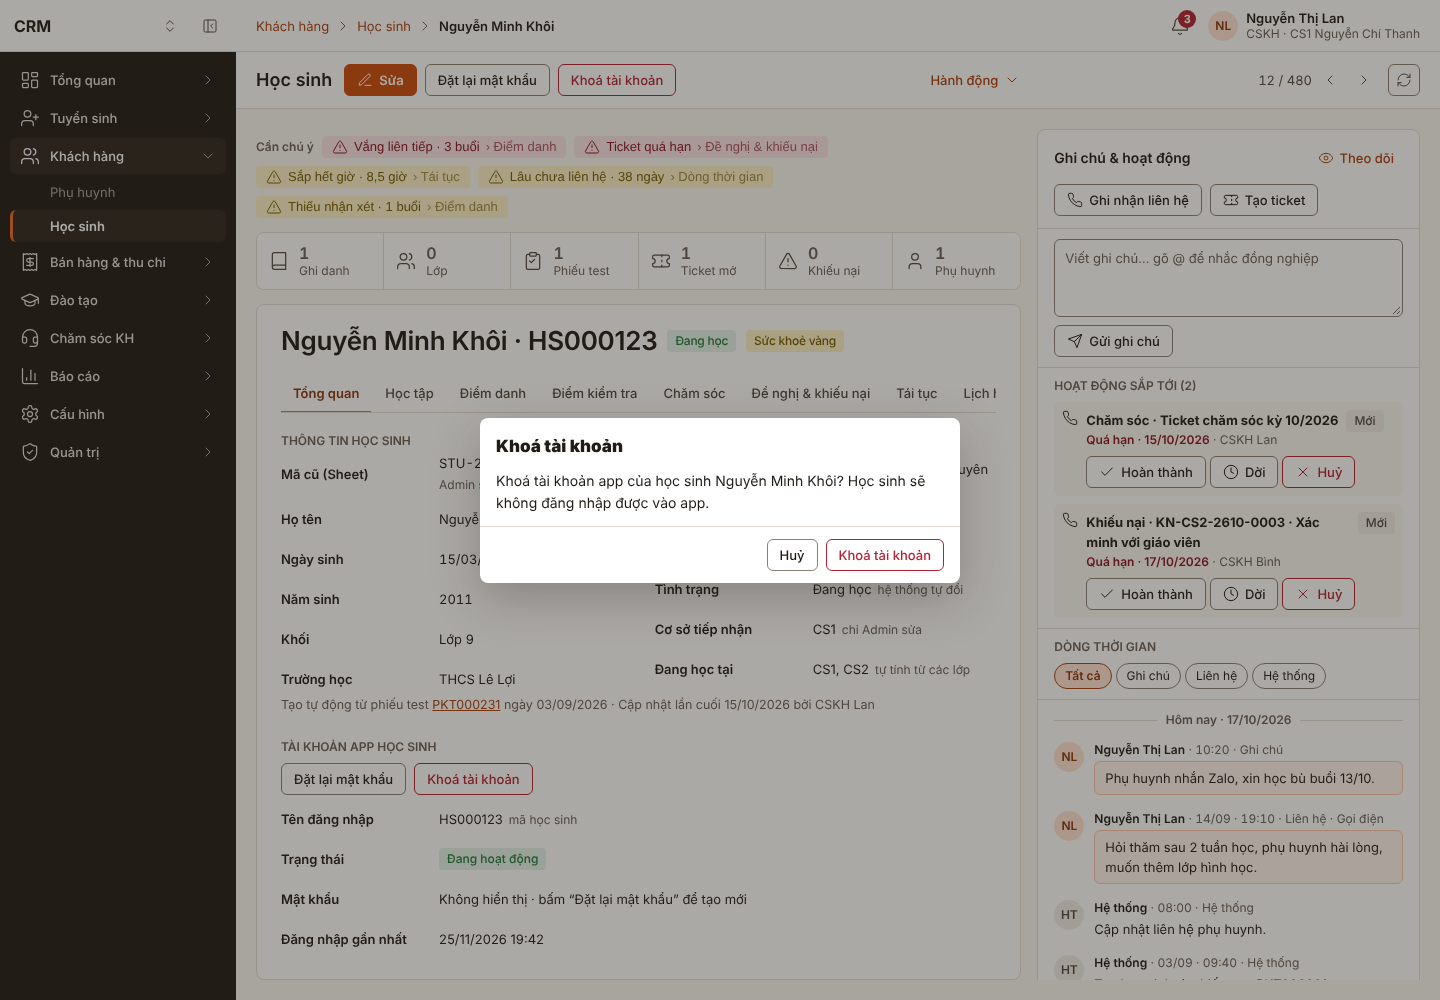 CRM
Khách hàng
Học sinh
Nguyễn Minh Khôi
3
NL
Nguyễn Thị Lan
CSKH · CS1 Nguyễn Chí Thanh
Tổng quan
Tuyển sinh
Khách hàng
Phụ huynh
Học sinh
Bán hàng & thu chi
Đào tạo
Chăm sóc KH
Báo cáo
Cấu hình
Quản trị
Học sinh
Sửa
Đặt lại mật khẩu
Khoá tài khoản
Hành động
12 / 480
Cần chú ý
Vắng liên tiếp · 3 buổi › Điểm danh
Ticket quá hạn › Đề nghị & khiếu nại
Sắp hết giờ · 8,5 giờ › Tái tục
Lâu chưa liên hệ · 38 ngày › Dòng thời gian
Thiếu nhận xét · 1 buổi › Điểm danh
1
Ghi danh
0
Lớp
1
Phiếu test
1
Ticket mở
0
Khiếu nại
1
Phụ huynh
Nguyễn Minh Khôi · HS000123
Đang học
Sức khoẻ vàng
Tổng quan
Học tập
Điểm danh
Điểm kiểm tra
Chăm sóc
Đề nghị & khiếu nại
Tái tục
Lịch
THÔNG TIN HỌC SINH
Mã cũ (Sheet)
STU-2
Admin
Họ tên
Ngày sinh
15/03/
Năm sinh
2011
Khối
Lớp 9
Trường học
THCS Lê Lợi
Tình trạng
Đang học hệ thống tự đổi
Cơ sở tiếp nhận
CS1 chỉ Admin sửa
Đang học tại
CS1, CS2 tự tính từ các lớp
Tạo tự động từ phiếu test PKT000231 ngày 03/09/2026 · Cập nhật lần cuối 15/10/2026 bởi CSKH Lan
TÀI KHOẢN APP HỌC SINH
Đặt lại mật khẩu
Khoá tài khoản
Tên đăng nhập
HS000123 mã học sinh
Trạng thái
Đang hoạt động
Mật khẩu
Không hiển thị · bấm “Đặt lại mật khẩu” để tạo mới
Đăng nhập gần nhất
25/11/2026 19:42
Khoá tài khoản
Khoá tài khoản app của học sinh Nguyễn Minh Khôi? Học sinh sẽ
không đăng nhập được vào app.
Huỷ
Khoá tài khoản
Ghi chú & hoạt động
Theo dõi
Ghi nhận liên hệ
Tạo ticket
Viết ghi chú... gõ @ để nhắc đồng nghiệp
Gửi ghi chú
HOẠT ĐỘNG SẮP TỚI (2)
Chăm sóc · Ticket chăm sóc kỳ 10/2026
Mới
Quá hạn · 15/10/2026 · CSKH Lan
Hoàn thành
Dời
Huỷ
Khiếu nại · KN-CS2-2610-0003 · Xác
minh với giáo viên
Mới
Quá hạn · 17/10/2026 · CSKH Bình
Hoàn thành
Dời
Huỷ
DÒNG THỜI GIAN
Tất cả
Ghi chú
Liên hệ
Hệ thống
Hôm nay · 17/10/2026
NL
Nguyễn Thị Lan · 10:20 · Ghi chú
Phụ huynh nhắn Zalo, xin học bù buổi 13/10.
NL
Nguyễn Thị Lan · 14/09 · 19:10 · Liên hệ · Gọi điện
Hỏi thăm sau 2 tuần học, phụ huynh hài lòng,
muốn thêm lớp hình học.
HT
Hệ thống · 08:00 · Hệ thống
Cập nhật liên hệ phụ huynh.
HT
Hệ thống · 03/09 · 09:40 · Hệ thống